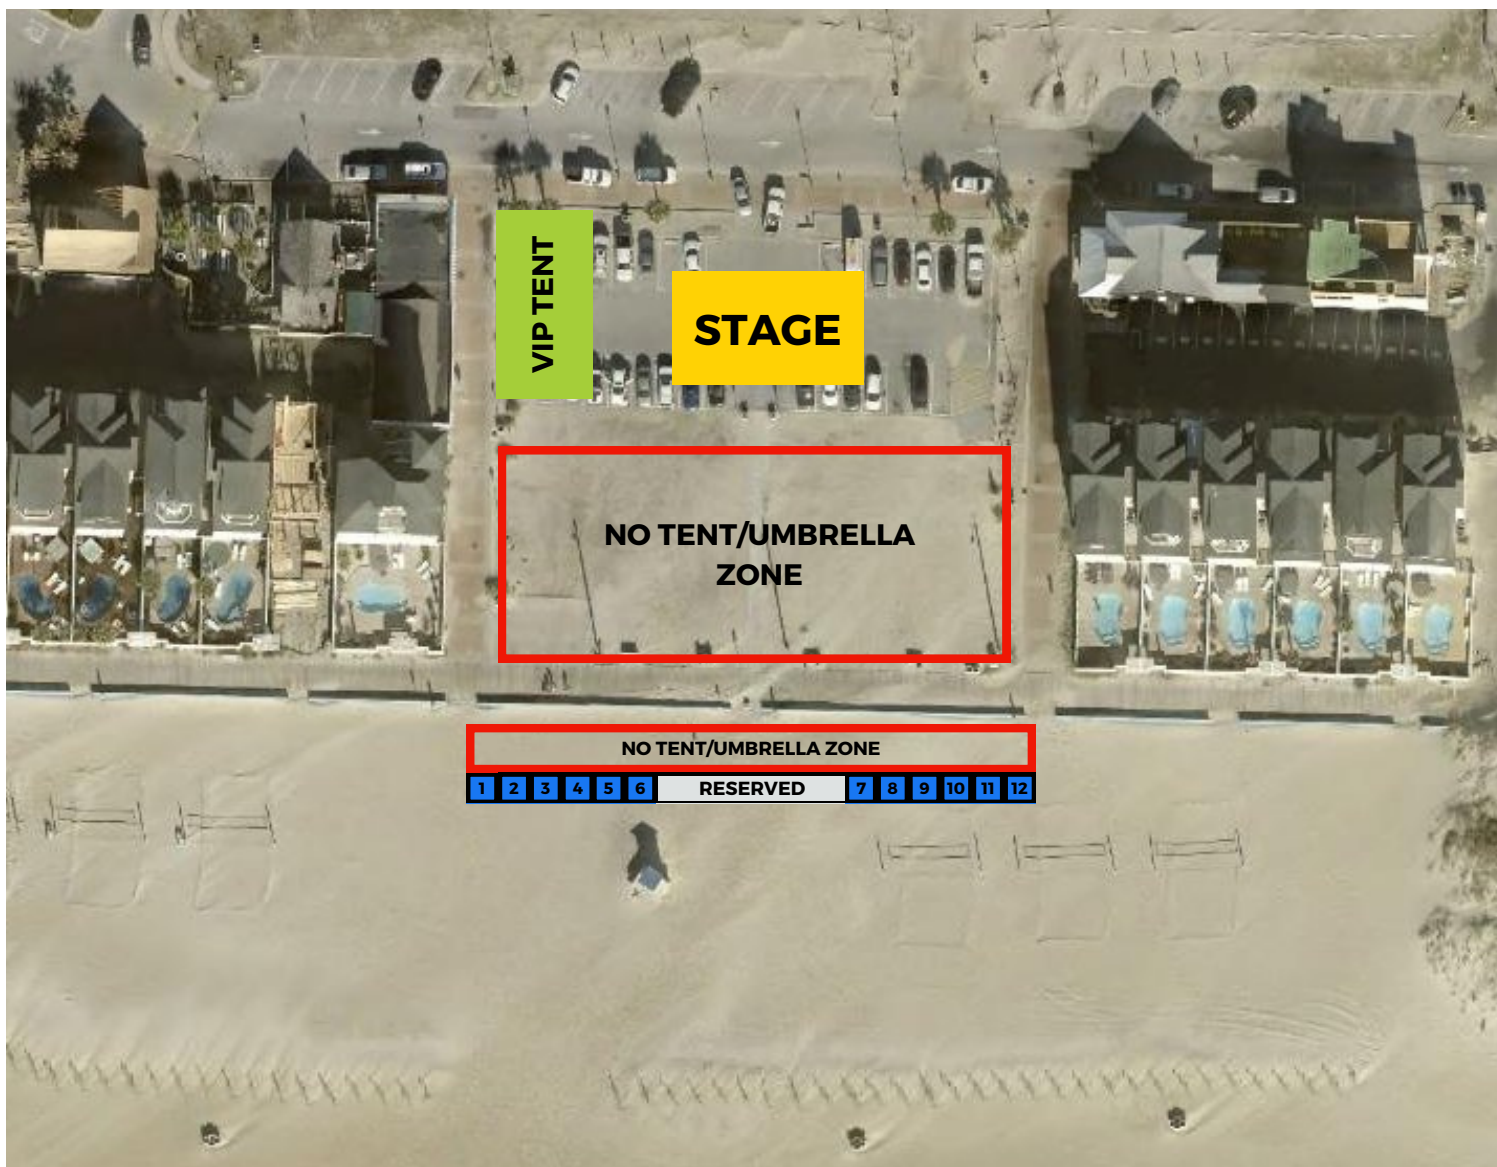 VIP TENT
STAGE
NO TENT/UMBRELLA
ZONE
NO TENT/UMBRELLA ZONE
1 2 3 4 5 6 RESERVED 7 8 9 10 11 12